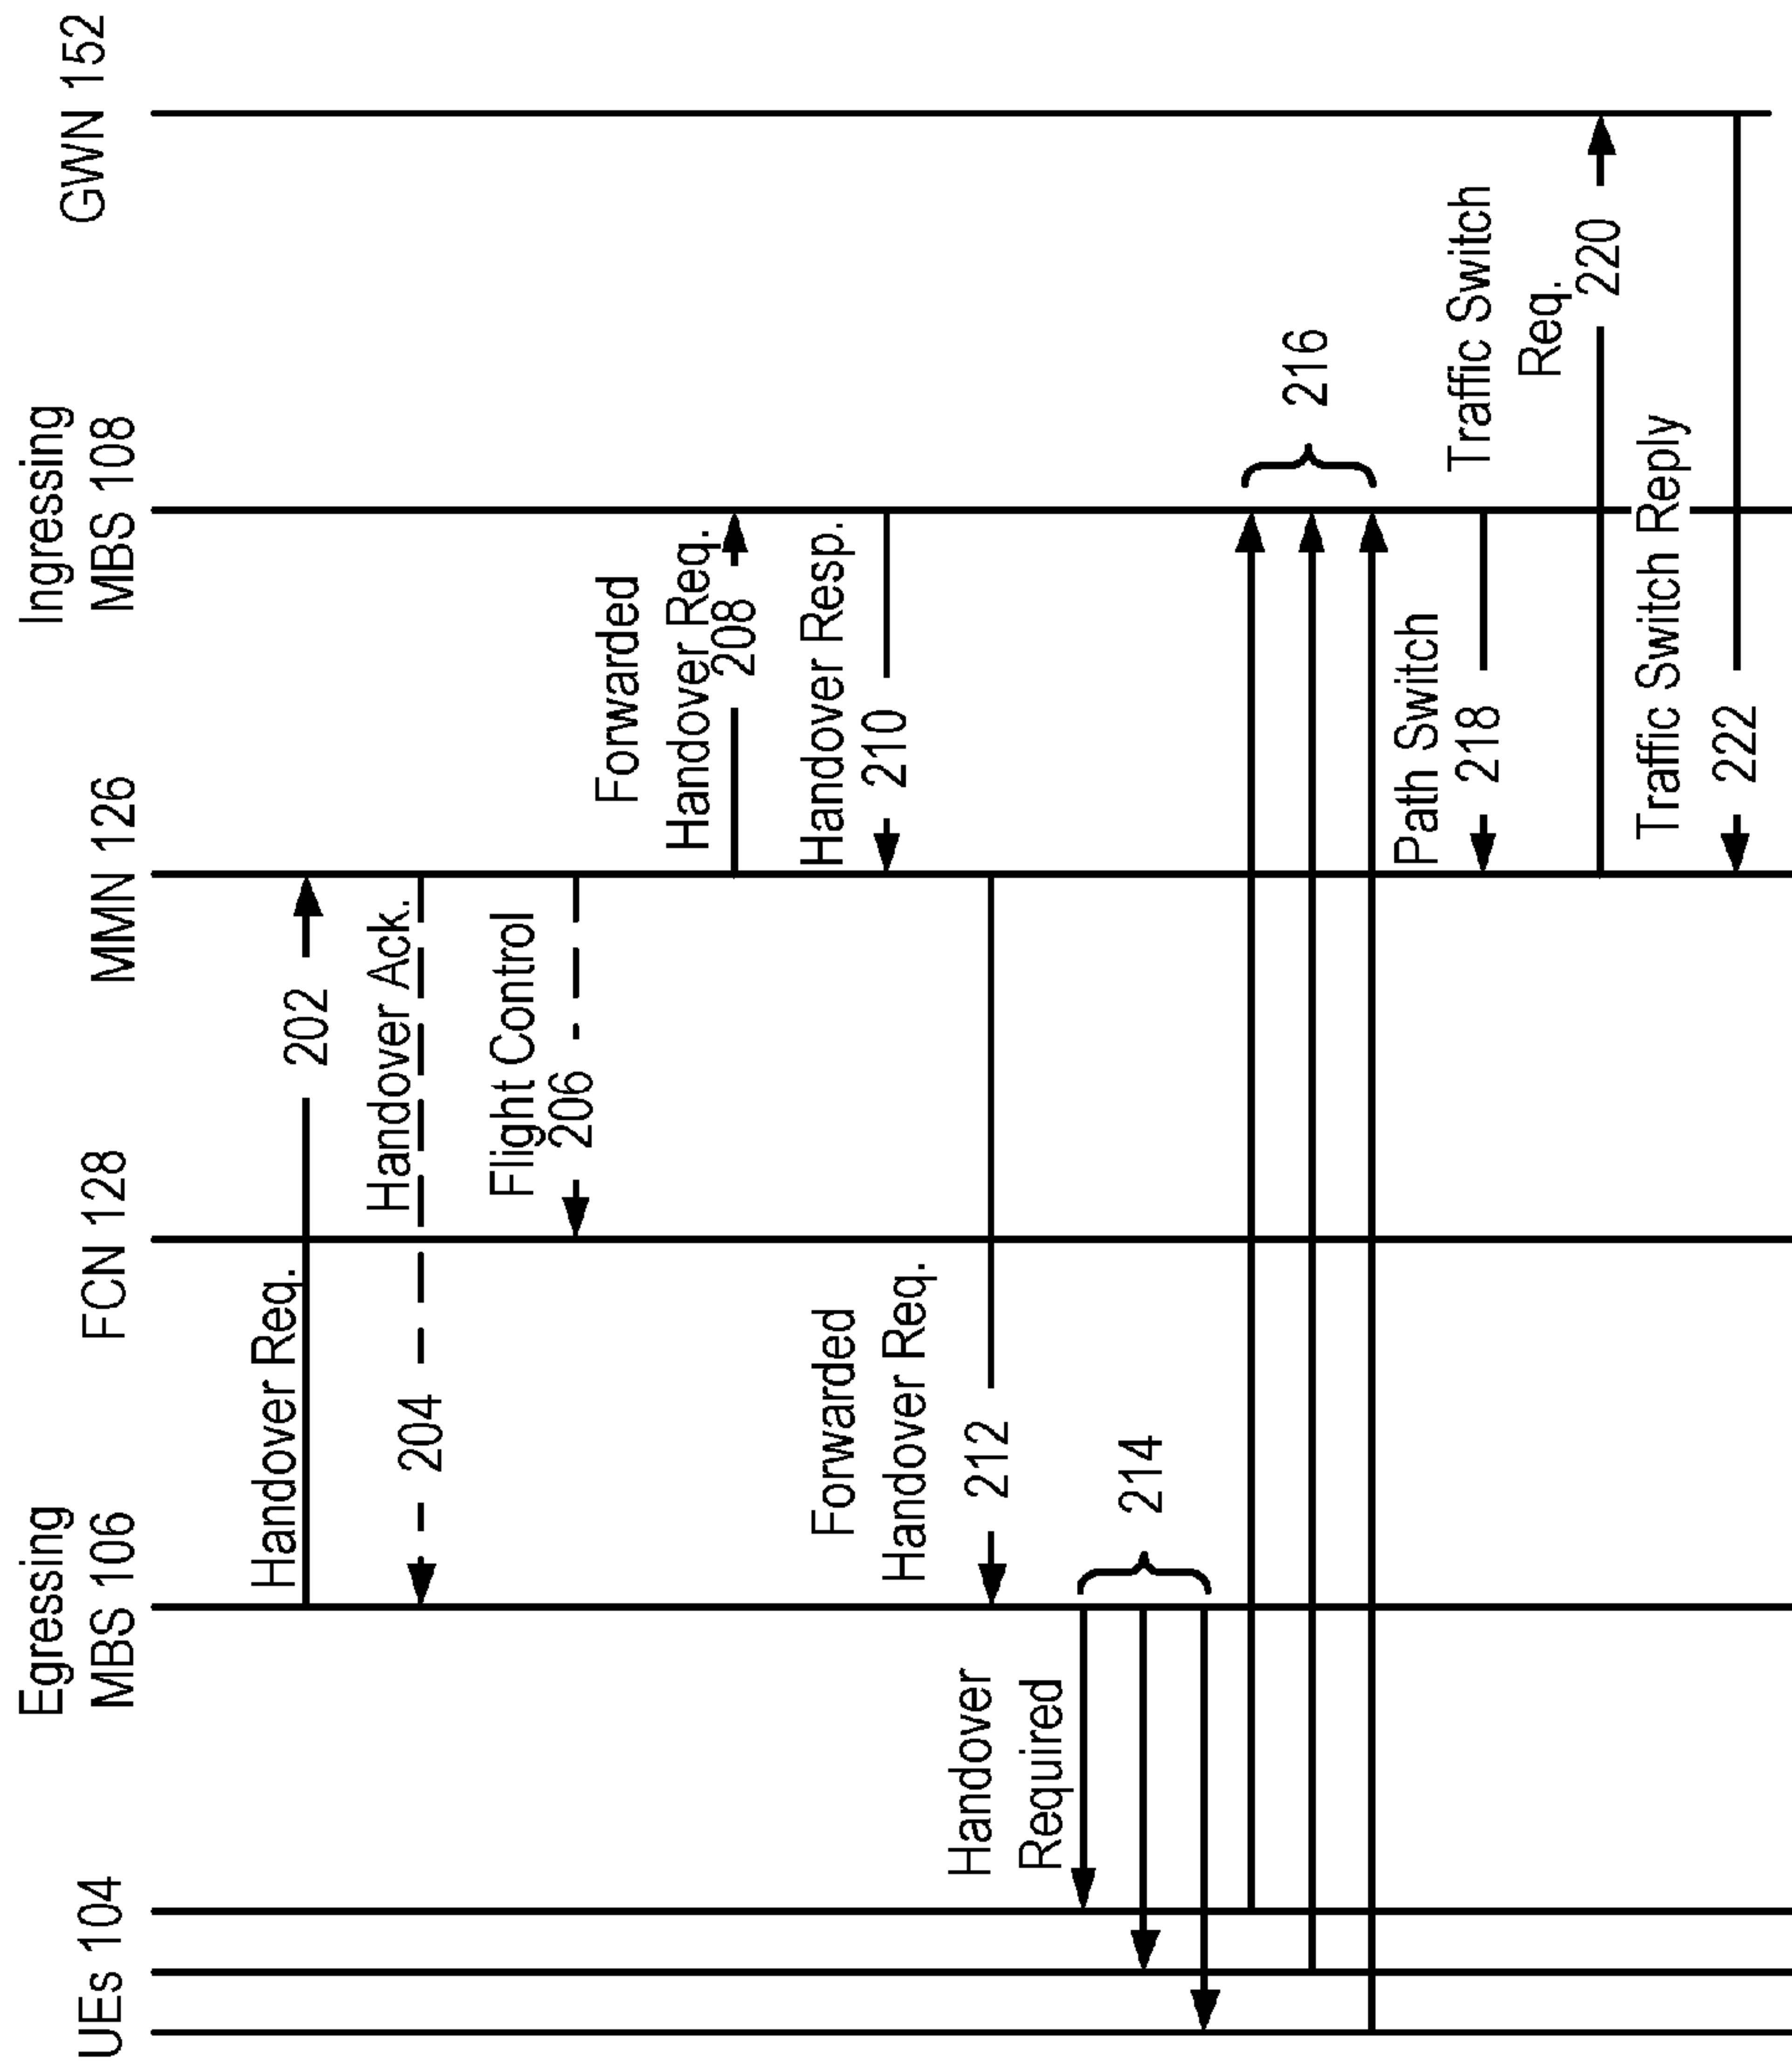 UEs 104
Egressing
MBS 106
FCN 128
MMN 126
Ingressing
MBS 108
GWN 152
Handover Req.
202
Handover Ack.
204
Flight Control
206
Forwarded
Handover Req.
208
Handover Resp.
210
Forwarded
Handover Req.
212
Handover
Required
214
216
Path Switch
218
Traffic Switch
Req.
220
Traffic Switch Reply
222